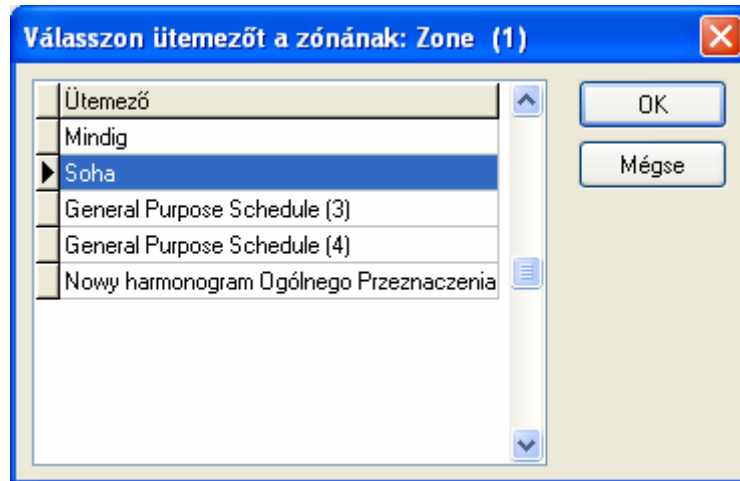 Válasszon ütemezőt a zónának: Zone (1)
Ütemező
Mindig
Soha
General Purpose Schedule (3)
General Purpose Schedule (4)
Nowy harmonogram Ogólnego Przeznaczenia
OK
Mégse